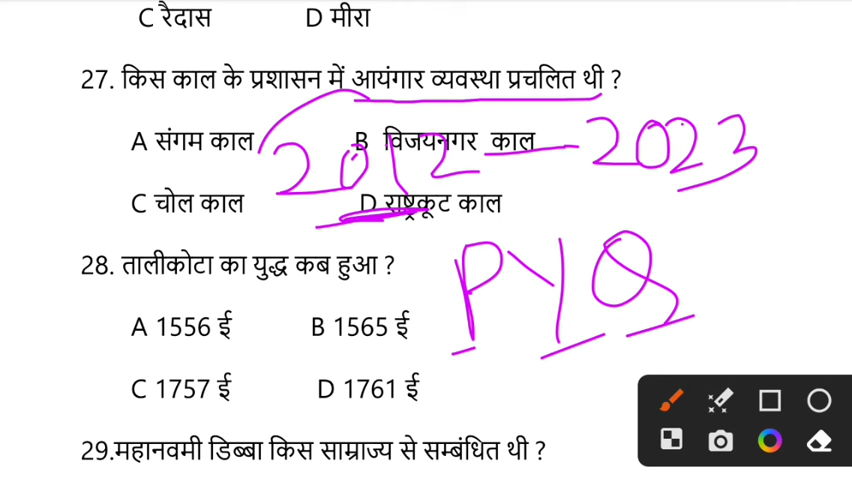 C रैदास D मीरा
27. किस काल के प्रशासन में आयंगार व्यवस्था प्रचलित थी ?
A संगम काल B विजयनगर काल
2012 - 2023
C चोल काल D राष्ट्रकूट काल
28. तालीकोटा का युद्ध कब हुआ ?
PYQ
A 1556 ई B 1565 ई
C 1757 ई D 1761 ई
29.महानवमी डिब्बा किस साम्राज्य से सम्बंधित थी ?